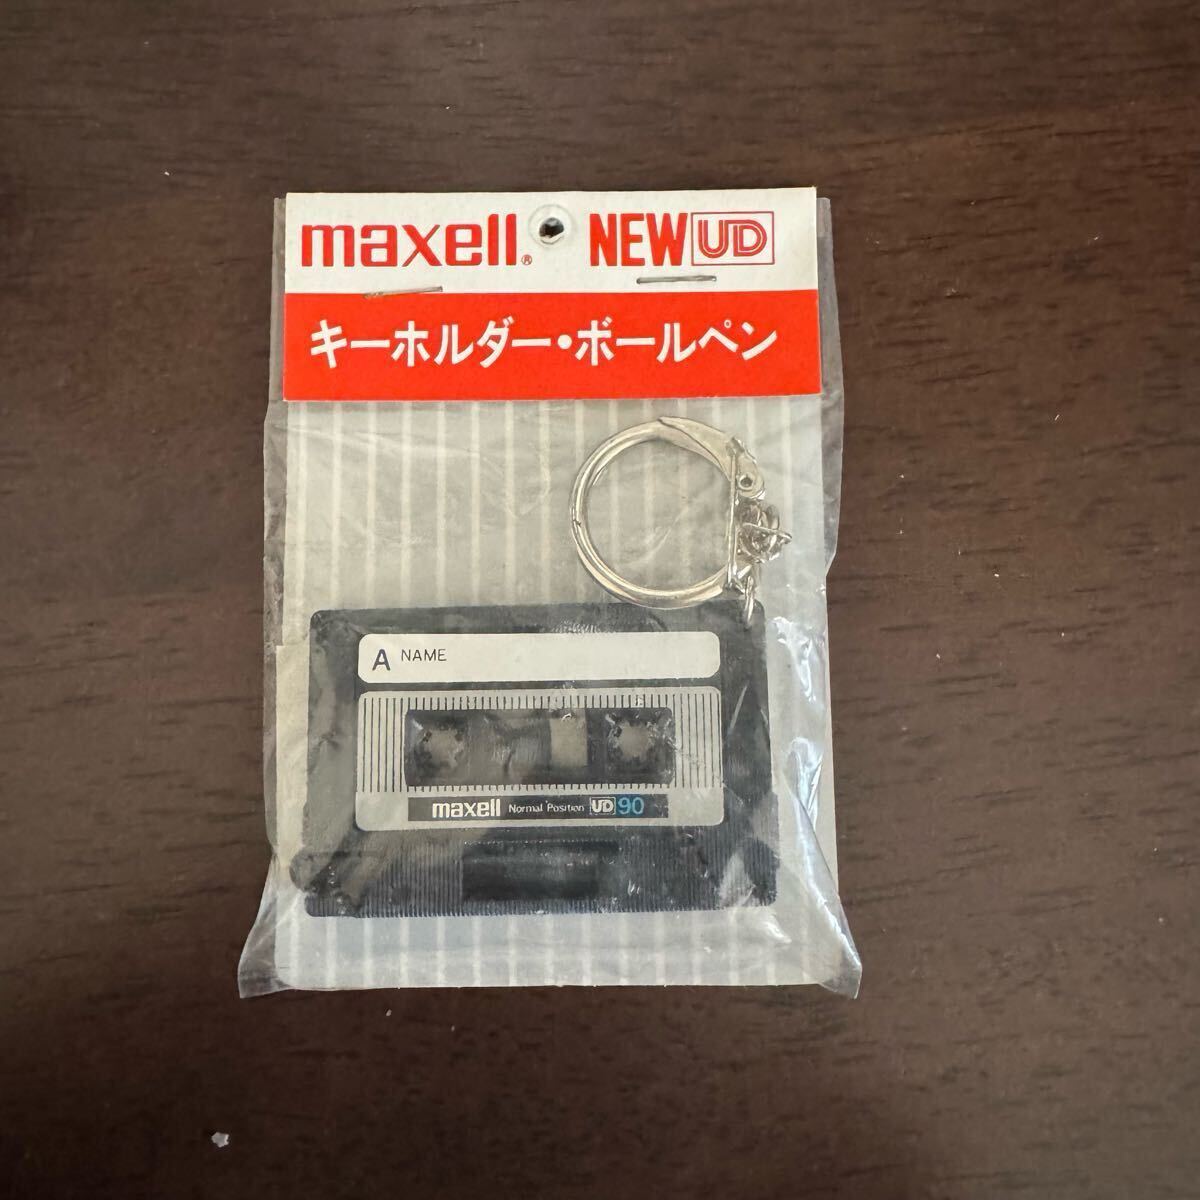 maxell® NEW UD
キーホルダー・ボールペン
A NAME
maxell Normal Position UD 90